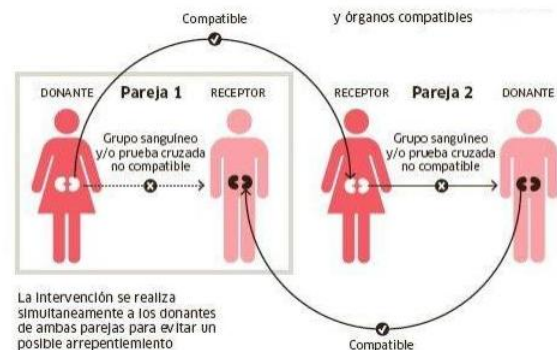 Compatible
y órganos compatibles
DONANTE
Pareja 1
RECEPTOR
Grupo sanguíneo
y/o prueba cruzada
no compatible
RECEPTOR
Pareja 2
DONANTE
Grupo sanguíneo
y/o prueba cruzada
no compatible
La intervención se realiza
simultaneamente a los donantes
de ambas parejas para evitar un
posible arrepentiemiento
Compatible